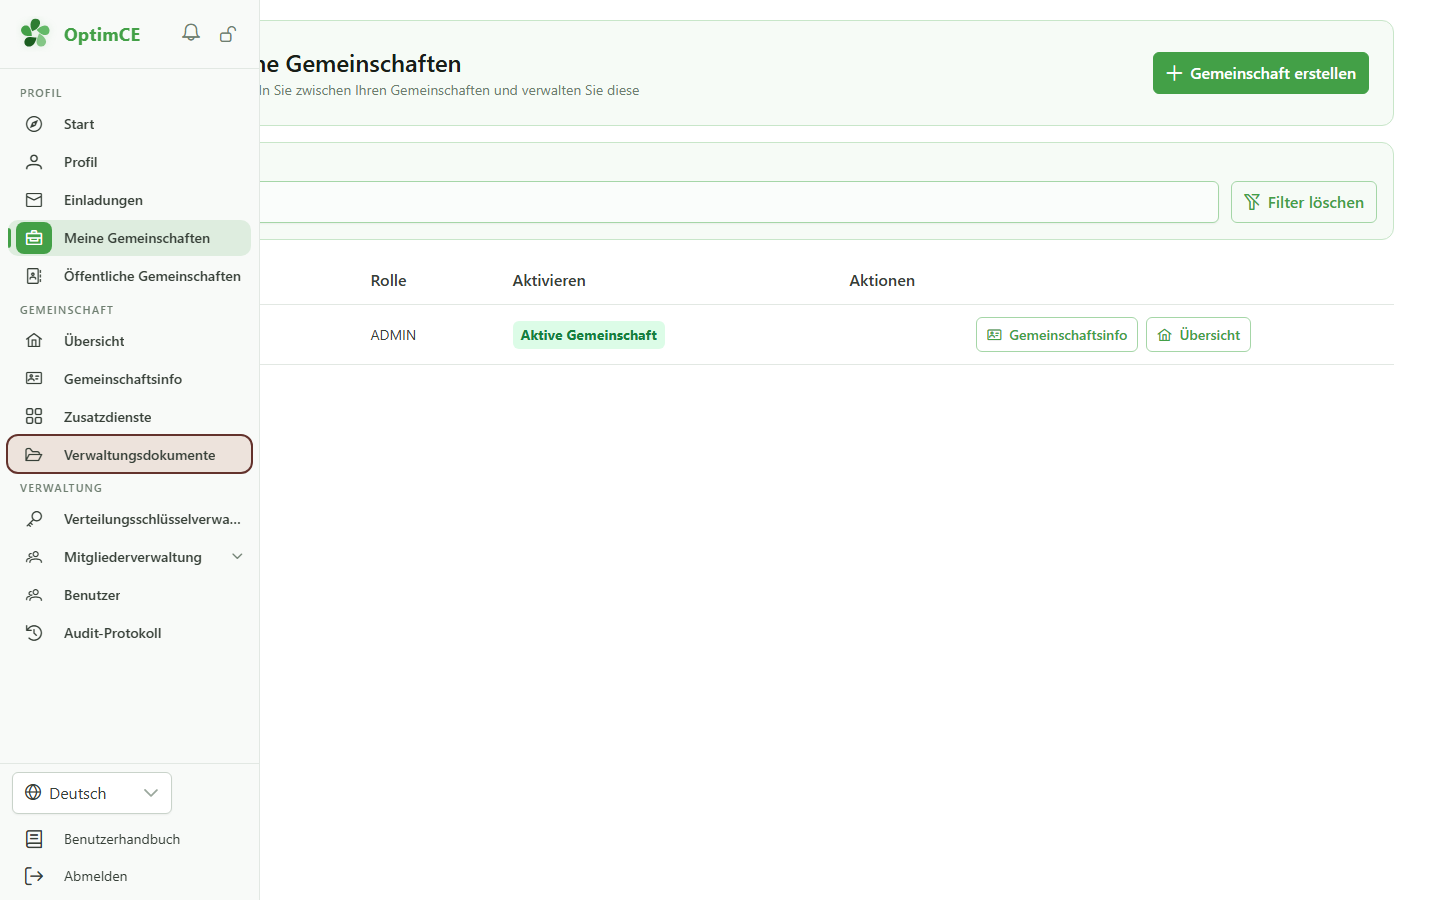 OptimCE
PROFIL
Start
Profil
Einladungen
Meine Gemeinschaften
Öffentliche Gemeinschaften
GEMEINSCHAFT
Übersicht
Gemeinschaftsinfo
Zusatzdienste
Verwaltungsdokumente
VERWALTUNG
Verteilungsschlüsselverwa...
Mitgliederverwaltung
Benutzer
Audit-Protokoll
Deutsch
Benutzerhandbuch
Abmelden
Gemeinschaften
Sie zwischen Ihren Gemeinschaften und verwalten Sie diese
Gemeinschaft erstellen
Filter löschen
Rolle Aktivieren Aktionen
ADMIN Aktive Gemeinschaft Gemeinschaftsinfo Übersicht